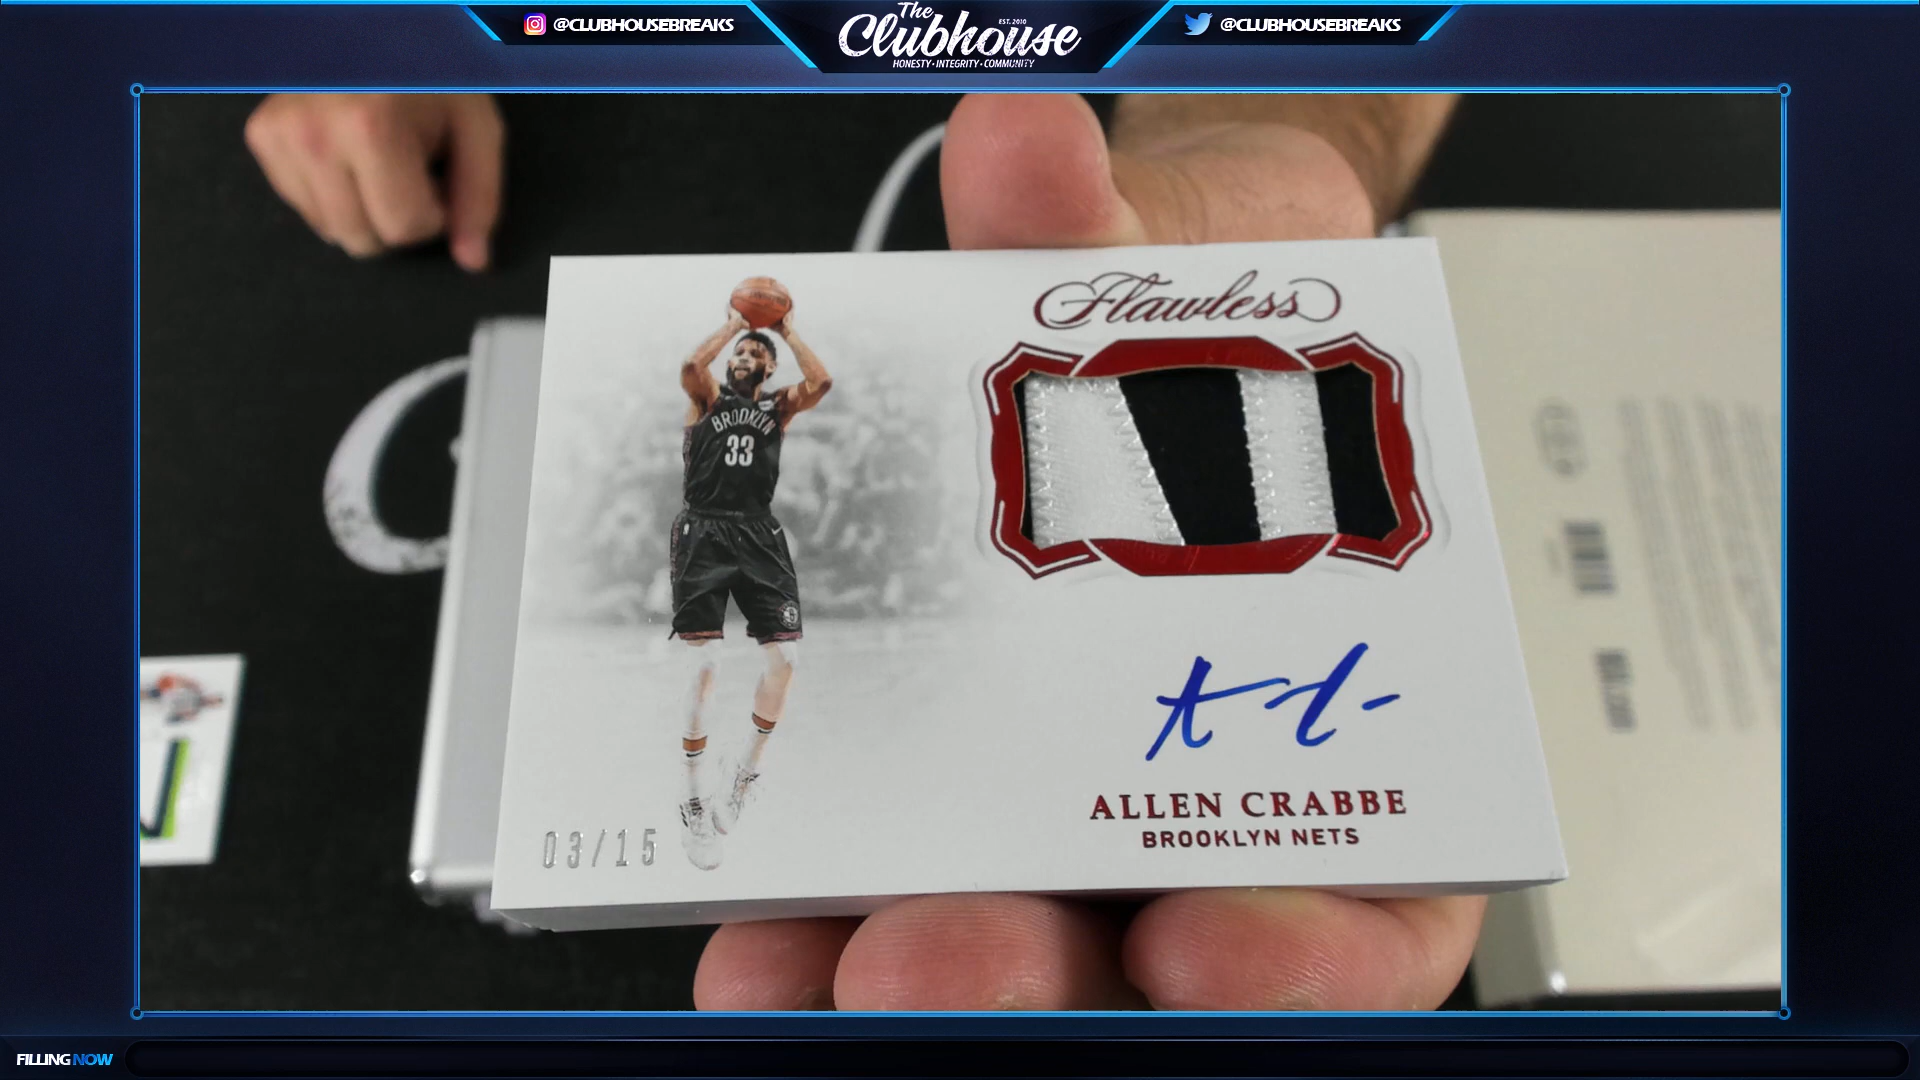 @CLUBHOUSEBREAKS
The
Clubhouse
EST. 2010
HONESTY • INTEGRITY • COMMUNITY
@CLUBHOUSEBREAKS
Flawless
BROOKLYN
33
ALLEN CRABBE
BROOKLYN NETS
03/15
FILLING NOW